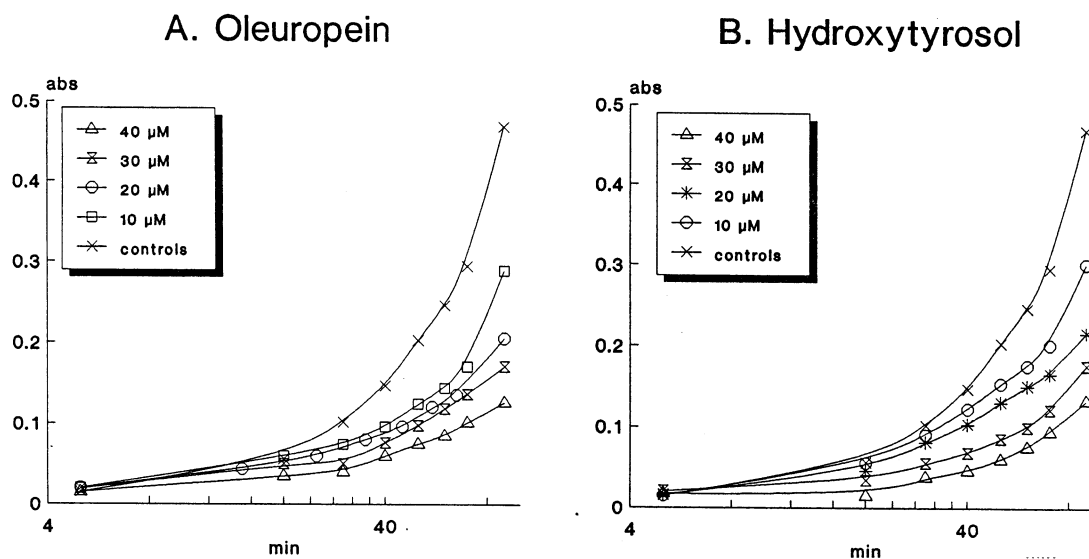 A. Oleuropein
abs
0.5
0.4
0.3
0.2
0.1
0
40 µM
30 µM
20 µM
10 µM
controls
4
40
min
B. Hydroxytyrosol
abs
0.5
0.4
0.3
0.2
0.1
0
40 µM
30 µM
20 µM
10 µM
controls
4
40
min